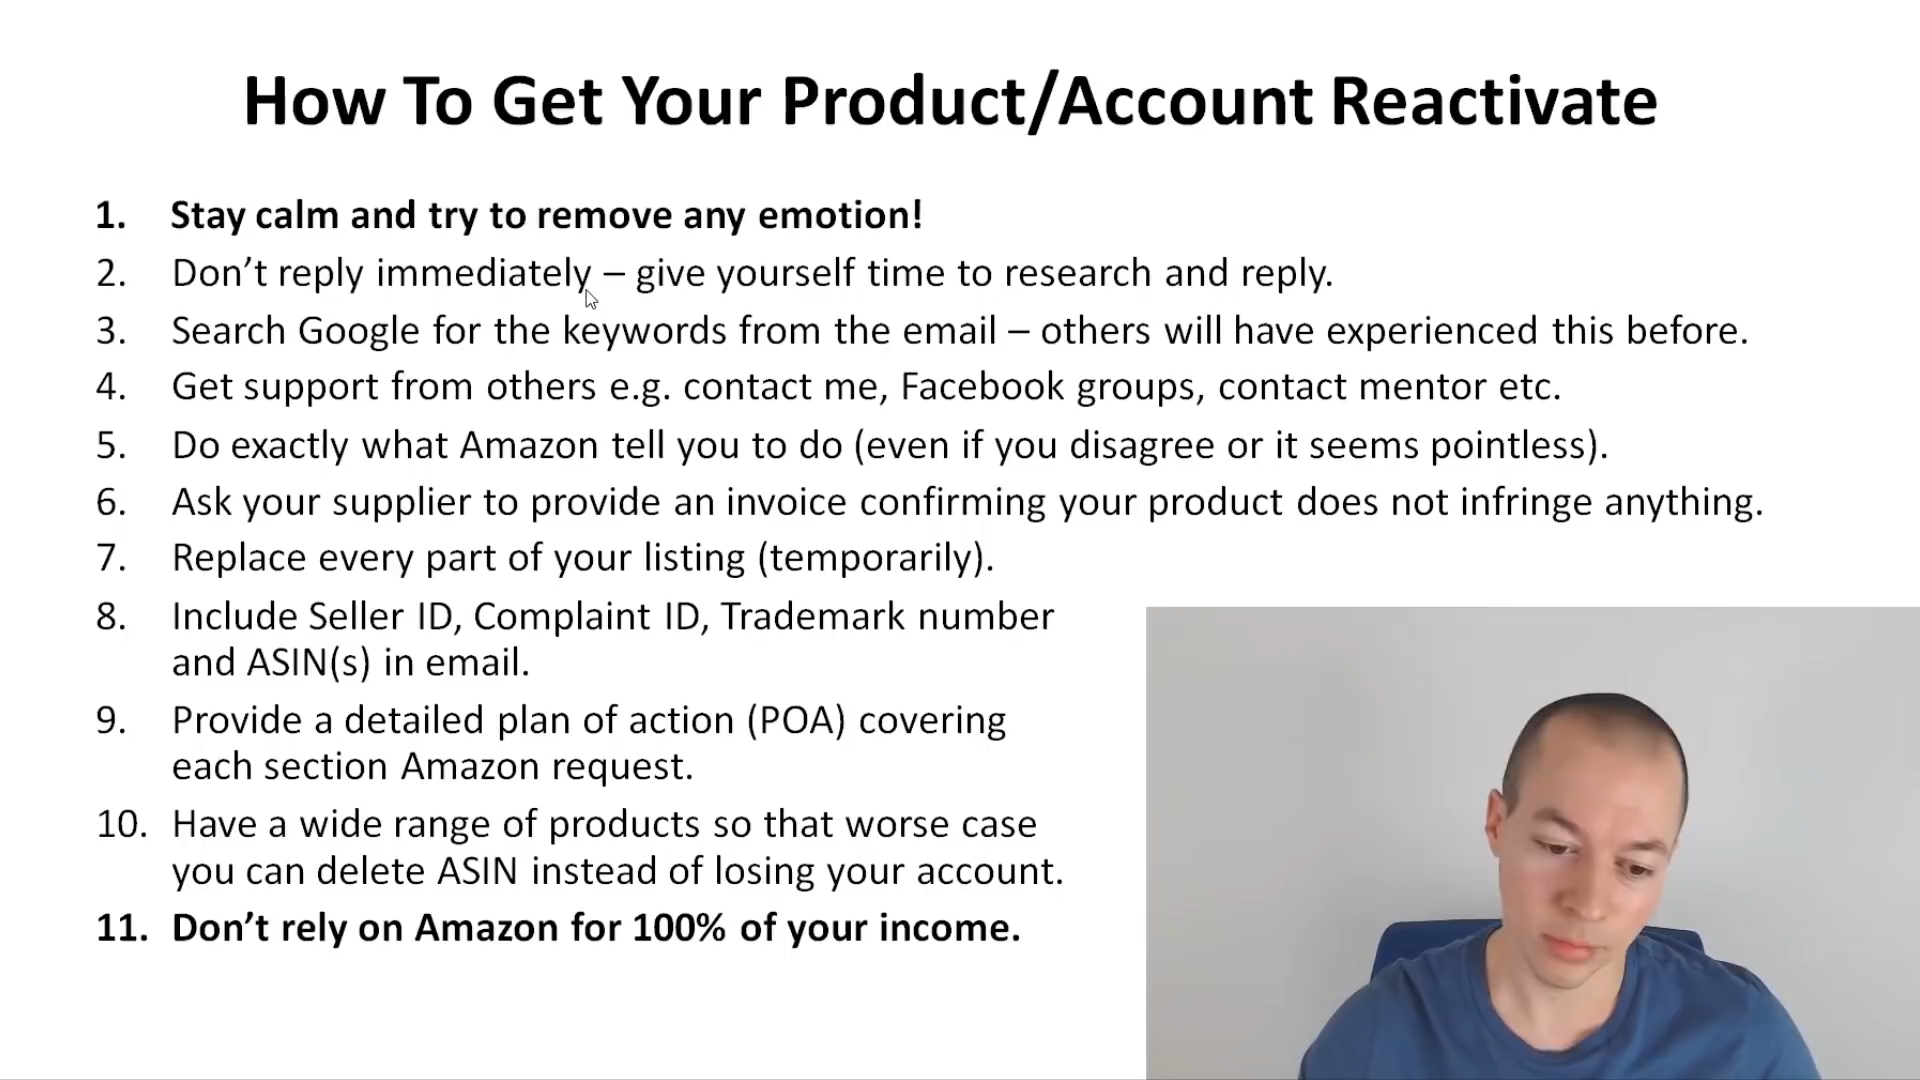 How To Get Your Product/Account Reactivate
1. Stay calm and try to remove any emotion!
2. Don’t reply immediately – give yourself time to research and reply.
3. Search Google for the keywords from the email – others will have experienced this before.
4. Get support from others e.g. contact me, Facebook groups, contact mentor etc.
5. Do exactly what Amazon tell you to do (even if you disagree or it seems pointless).
6. Ask your supplier to provide an invoice confirming your product does not infringe anything.
7. Replace every part of your listing (temporarily).
8. Include Seller ID, Complaint ID, Trademark number
and ASIN(s) in email.
9. Provide a detailed plan of action (POA) covering
each section Amazon request.
10. Have a wide range of products so that worse case
you can delete ASIN instead of losing your account.
11. Don’t rely on Amazon for 100% of your income.